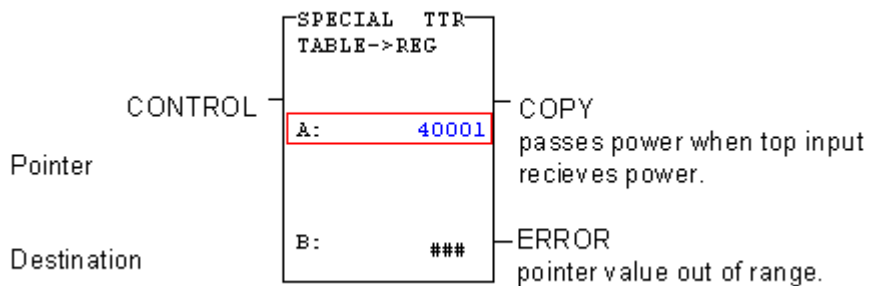 SPECIAL TTR
TABLE->REG
CONTROL
COPY
A: 40001
passes power when top input
recieves power.
Pointer
B: ###
ERROR
Destination
pointer value out of range.